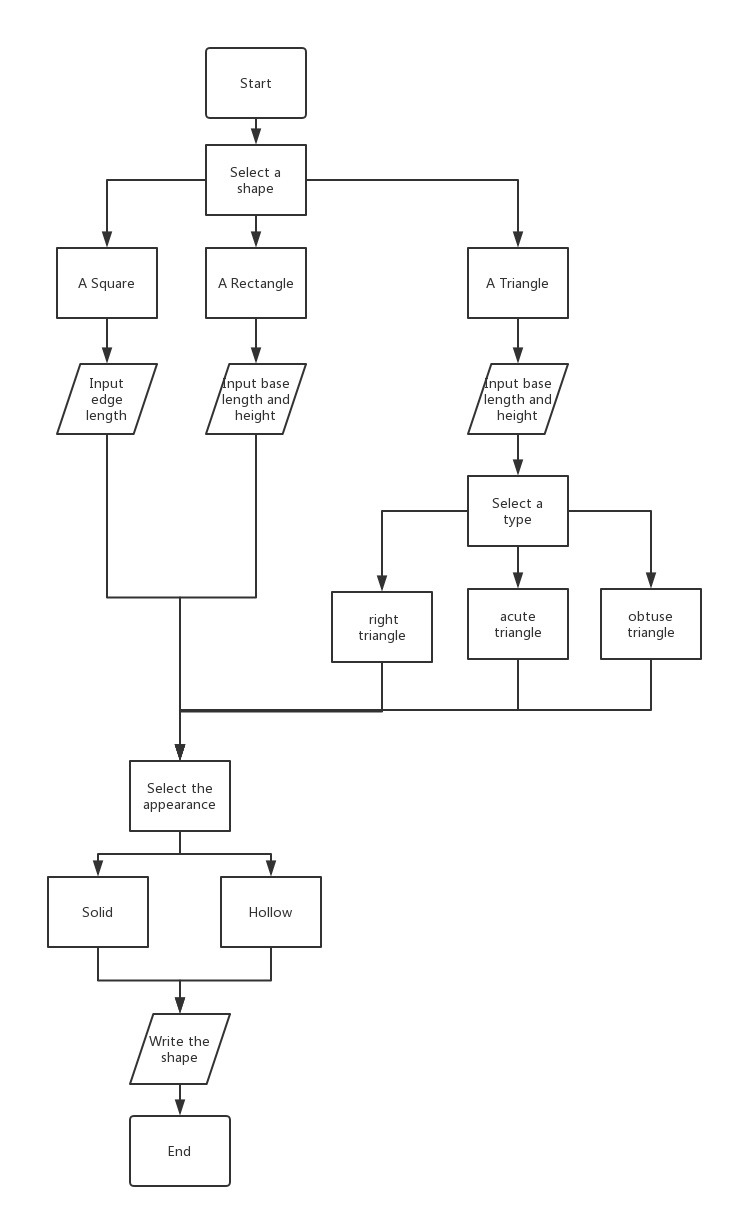 Start
Select a
shape
A Square
A Rectangle
A Triangle
Input
edge
length
Input base
length and
height
Input base
length and
height
Select a
type
right
triangle
acute
triangle
obtuse
triangle
Select the
appearance
Solid
Hollow
Write the
shape
End